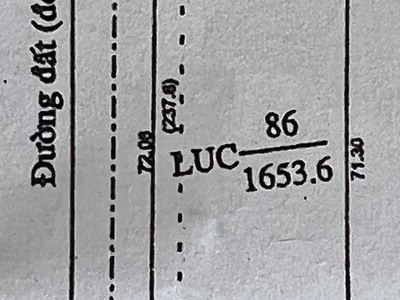 Đường đất (đ
72.08
(237.8)
LUC
86
1653.6
71.30